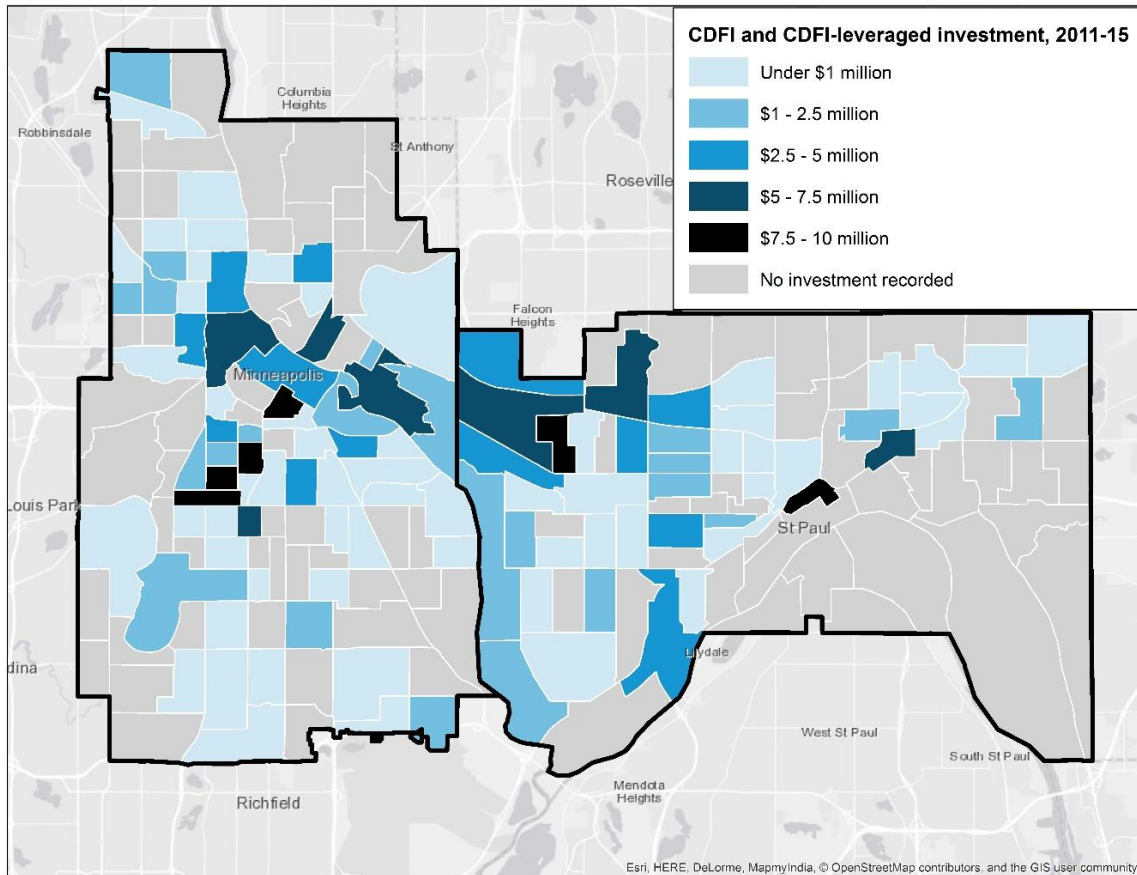 CDFI and CDFI-leveraged investment, 2011-15
Under $1 million
$1 - 2.5 million
$2.5 - 5 million
$5 - 7.5 million
$7.5 - 10 million
No investment recorded
Columbia
Heights
Robbinsdale
St Anthony
Roseville
Falcon
Heights
Minneapolis
Louis Park
St Paul
dina
Lilydale
West St Paul
South St Paul
Mendota
Heights
Richfield
Esri, HERE, DeLorme, MapmyIndia, © OpenStreetMap contributors, and the GIS user community